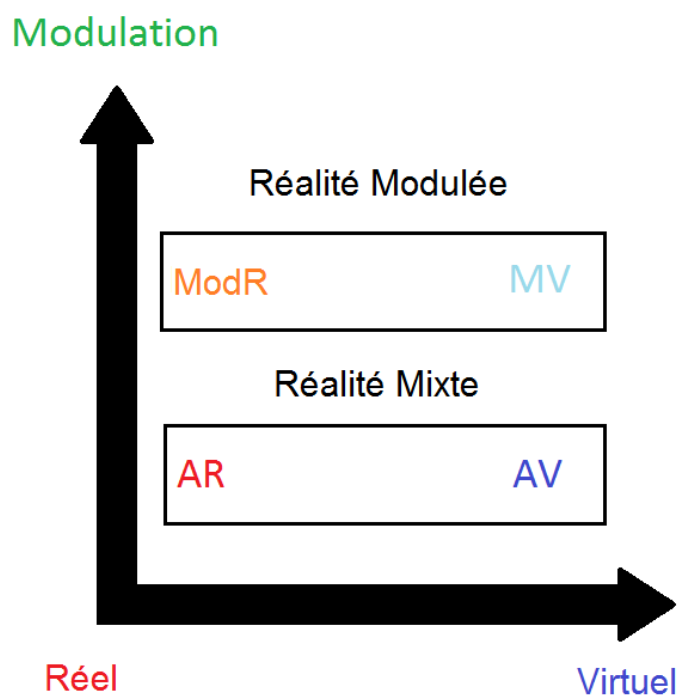 Modulation
Réalité Modulée
ModR MV
Réalité Mixte
AR AV
Réel Virtuel